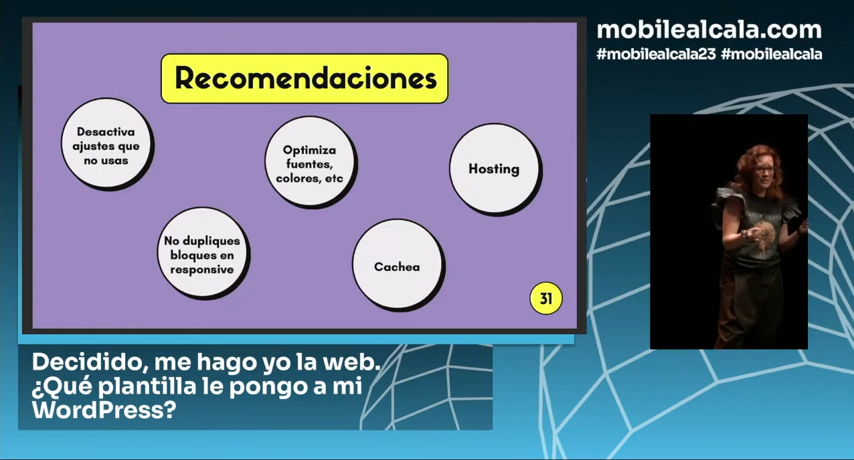 mobilealcala.com
#mobilealcala23 #mobilealcala
Recomendaciones
Desactiva
ajustes que
no usas
Optimiza
fuentes,
colores, etc
Hosting
No dupliques
bloques en
responsive
Cachea
31
Decidido, me hago yo la web.
¿Qué plantilla le pongo a mi
WordPress?